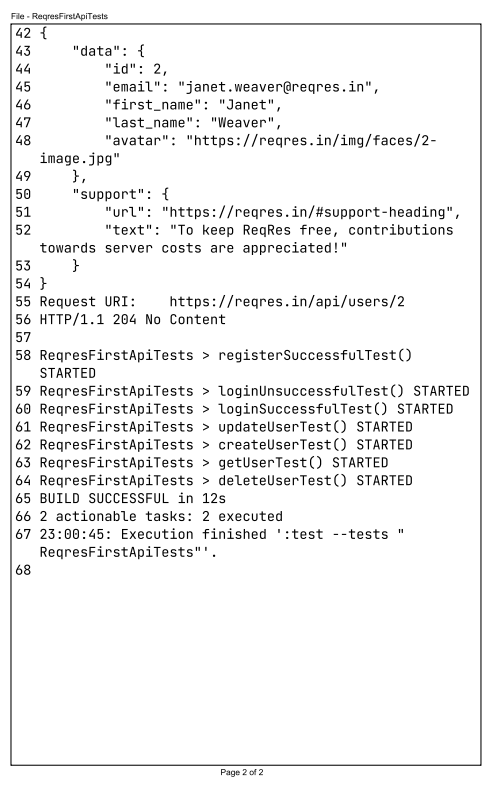 File - ReqresFirstApiTests
42 {
43     "data": {
44         "id": 2,
45         "email": "janet.weaver@reqres.in",
46         "first_name": "Janet",
47         "last_name": "Weaver",
48         "avatar": "https://reqres.in/img/faces/2-
image.jpg"
49     },
50     "support": {
51         "url": "https://reqres.in/#support-heading",
52         "text": "To keep ReqRes free, contributions
towards server costs are appreciated!"
53     }
54 }
55 Request URI:    https://reqres.in/api/users/2
56 HTTP/1.1 204 No Content
57
58 ReqresFirstApiTests > registerSuccessfulTest()
STARTED
59 ReqresFirstApiTests > loginUnsuccessfulTest() STARTED
60 ReqresFirstApiTests > loginSuccessfulTest() STARTED
61 ReqresFirstApiTests > updateUserTest() STARTED
62 ReqresFirstApiTests > createUserTest() STARTED
63 ReqresFirstApiTests > getUserTest() STARTED
64 ReqresFirstApiTests > deleteUserTest() STARTED
65 BUILD SUCCESSFUL in 12s
66 2 actionable tasks: 2 executed
67 23:00:45: Execution finished ':test --tests "
ReqresFirstApiTests"'.
68
Page 2 of 2